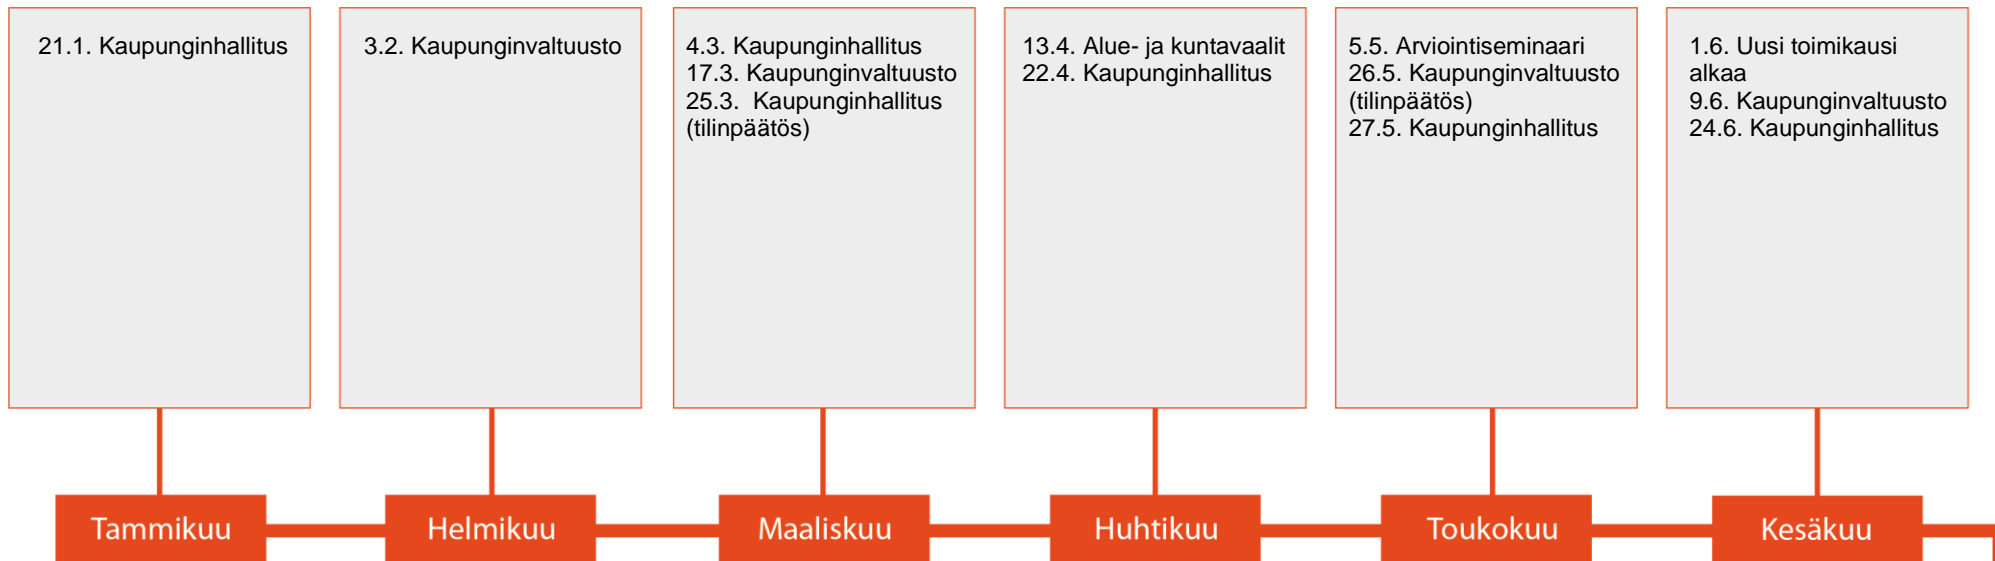 21.1. Kaupunginhallitus
3.2. Kaupunginvaltuusto
4.3. Kaupunginhallitus
17.3. Kaupunginvaltuusto
25.3.  Kaupunginhallitus
(tilinpäätös)
13.4. Alue- ja kuntavaalit
22.4. Kaupunginhallitus
5.5. Arviointiseminaari
26.5. Kaupunginvaltuusto
(tilinpäätös)
27.5. Kaupunginhallitus
1.6. Uusi toimikausi
alkaa
9.6. Kaupunginvaltuusto
24.6. Kaupunginhallitus
Tammikuu
Helmikuu
Maaliskuu
Huhtikuu
Toukokuu
Kesäkuu